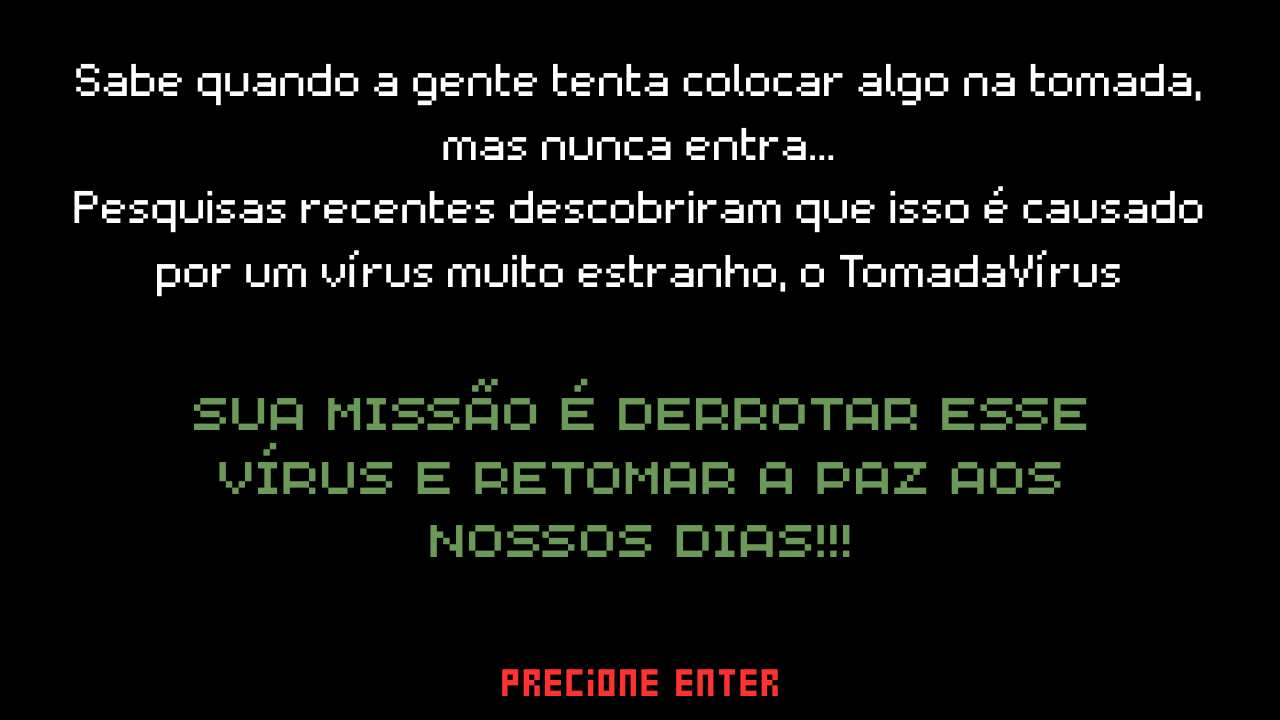 Sabe quando a gente tenta colocar algo na tomada,
mas nunca entra...
Pesquisas recentes descobriram que isso é causado
por um vírus muito estranho, o TomadaVírus
SUA MISSÃO É DERROTAR ESSE
VÍRUS E RETOMAR A PAZ AOS
NOSSOS DIAS!!!
PRECIONE ENTER